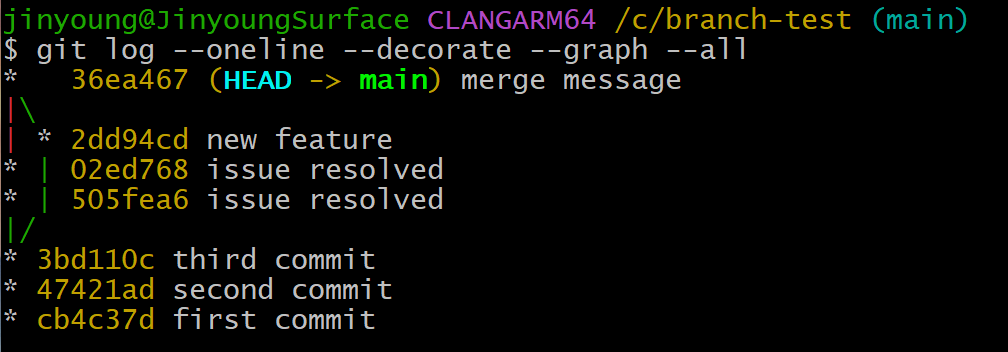 jinyoung@JinyoungSurface CLANGARM64 /c/branch-test (main)
$ git log --oneline --decorate --graph --all
*   36ea467 (HEAD -> main) merge message
|\
| * 2dd94cd new feature
* | 02ed768 issue resolved
* | 505fea6 issue resolved
|/
* 3bd110c third commit
* 47421ad second commit
* cb4c37d first commit